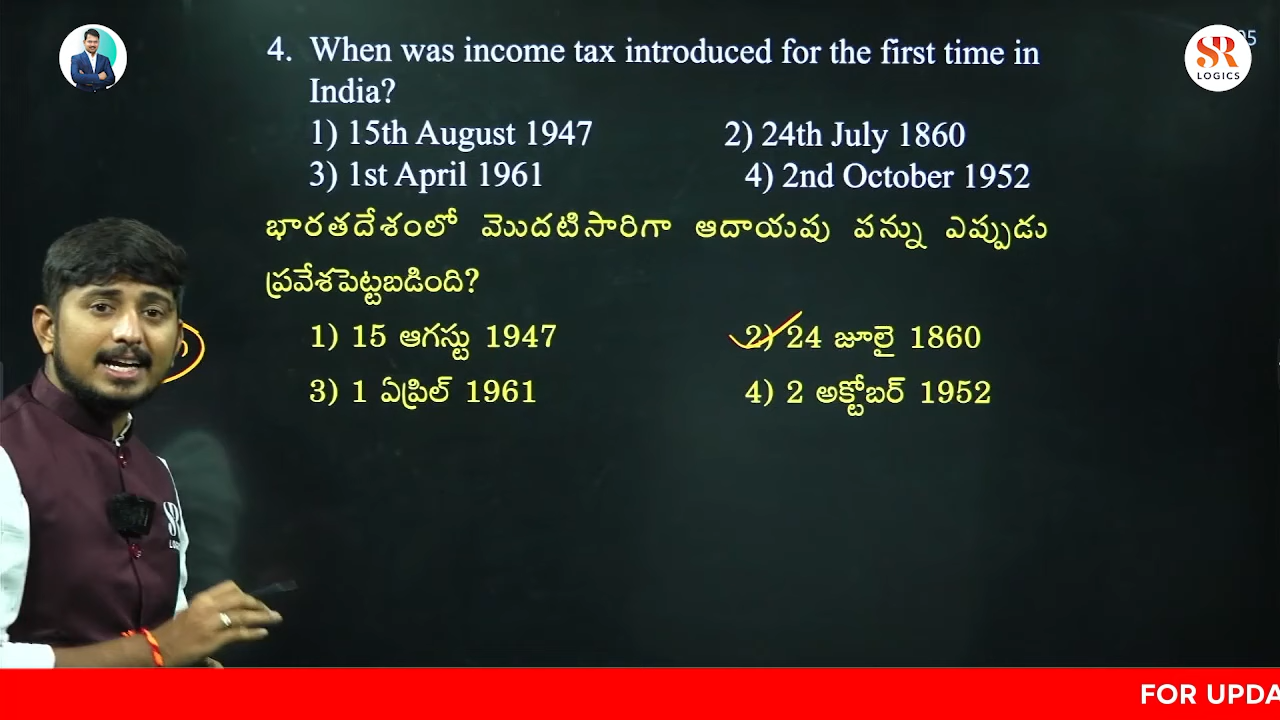 SR
LOGICS
4. When was income tax introduced for the first time in
India?
1) 15th August 1947 2) 24th July 1860
3) 1st April 1961 4) 2nd October 1952
భారతదేశంలో మొదటిసారిగా ఆదాయపు పన్ను ఎప్పుడు
ప్రవేశపెట్టబడింది?
1) 15 ఆగస్టు 1947 2) 24 జూలై 1860
3) 1 ఏప్రిల్ 1961 4) 2 అక్టోబర్ 1952
SR
FOR UPDA